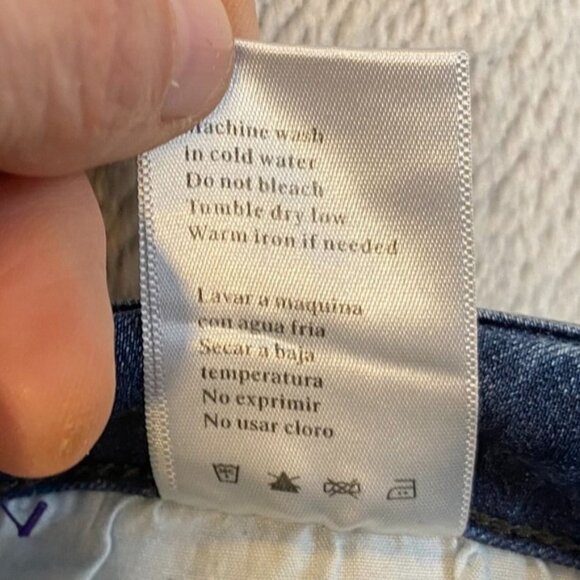 Machine wash
in cold water
Do not bleach
Tumble dry low
Warm iron if needed
Lavar a maquina
con agua fria
Secar a baja
temperatura
No exprimir
No usar cloro